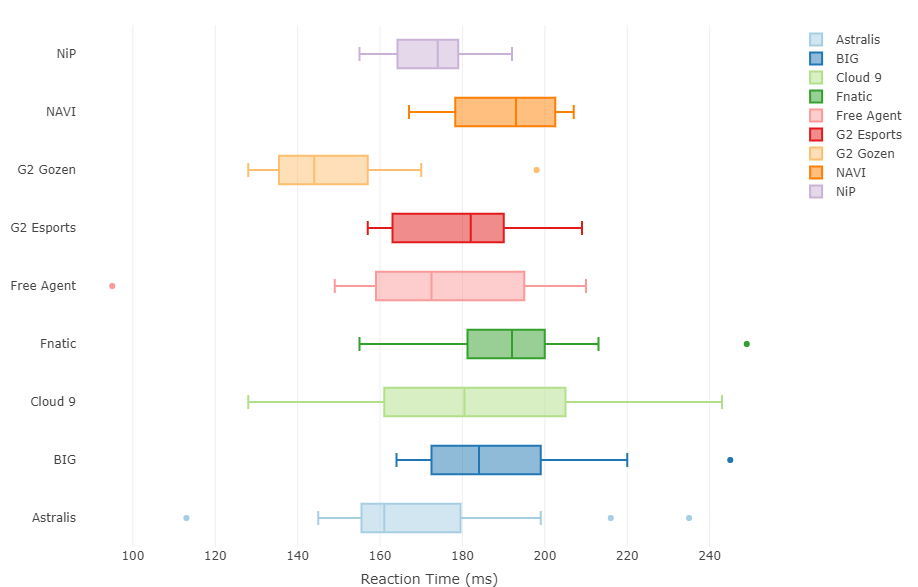 NiP
NAVI
G2 Gozen
G2 Esports
Free Agent
Fnatic
Cloud 9
BIG
Astralis
100 120 140 160 180 200 220 240
Reaction Time (ms)
Astralis
BIG
Cloud 9
Fnatic
Free Agent
G2 Esports
G2 Gozen
NAVI
NiP